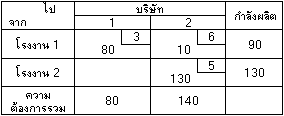 ไป
จาก
บริษัท
กำลังผลิต
1 2
โรงงาน 1 80 3 10 6 90
โรงงาน 2 130 5 130
ความ
ต้องการรวม 80 140